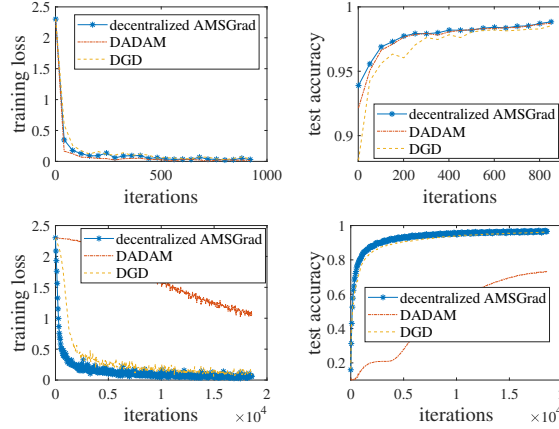 training loss
2.5
2
1.5
1
0.5
0
0
500
1000
iterations
decentralized AMSGrad
DADAM
DGD
test accuracy
1
0.95
0.9
0
200
400
600
800
iterations
decentralized AMSGrad
DADAM
DGD
training loss
2.5
2
1.5
1
0.5
0
0
0.5
1
1.5
2
×10⁴
iterations
decentralized AMSGrad
DADAM
DGD
test accuracy
1
0.8
0.6
0.4
0.2
0
0.5
1
1.5
×10⁴
iterations
decentralized AMSGrad
DADAM
DGD